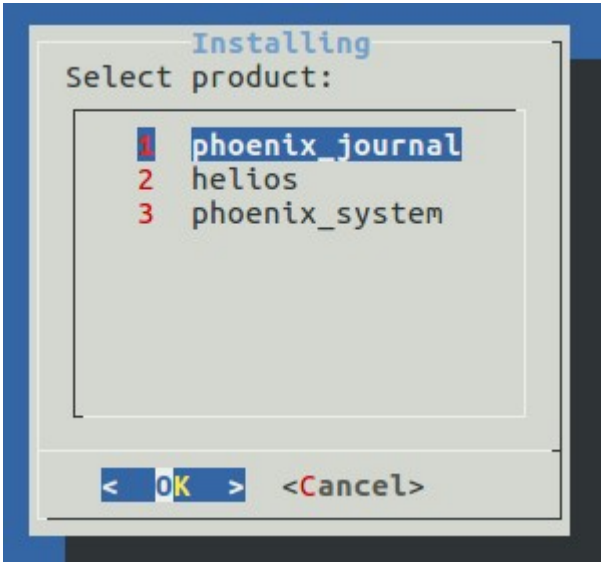 Installing
Select product:
1 phoenix_journal
2 helios
3 phoenix_system
< OK > <Cancel>